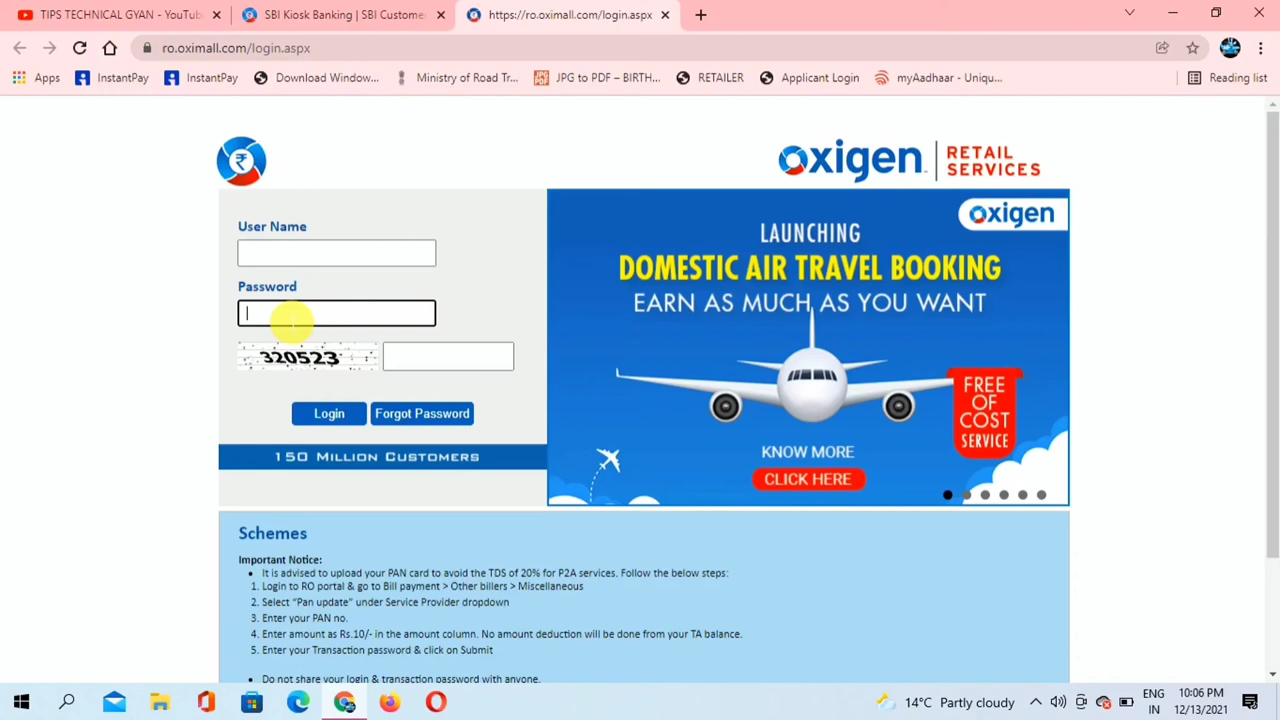 TIPS TECHNICAL GYAN - YouTub
SBI Kiosk Banking | SBI Custome
https://ro.oximall.com/login.aspx
ro.oximall.com/login.aspx
Apps
InstantPay
InstantPay
Download Window...
Ministry of Road Tr...
JPG to PDF – BIRTH...
RETAILER
Applicant Login
myAadhaar - Uniqu...
Reading list
oxigen
RETAIL
SERVICES
User Name
Password
320523
Login
Forgot Password
150 MILLION CUSTOMERS
oxigen
LAUNCHING
DOMESTIC AIR TRAVEL BOOKING
EARN AS MUCH AS YOU WANT
FREE
OF
COST
SERVICE
KNOW MORE
CLICK HERE
Schemes
Important Notice:
• It is advised to upload your PAN card to avoid the TDS of 20% for P2A services. Follow the below steps:
1. Login to RO portal & go to Bill payment > Other billers > Miscellaneous
2. Select "Pan update" under Service Provider dropdown
3. Enter your PAN no.
4. Enter amount as Rs.10/- in the amount column. No amount deduction will be done from your TA balance.
5. Enter your Transaction password & click on Submit
• Do not share your login & transaction password with anyone.
14°C Partly cloudy
ENG
IN
10:06 PM
12/13/2021